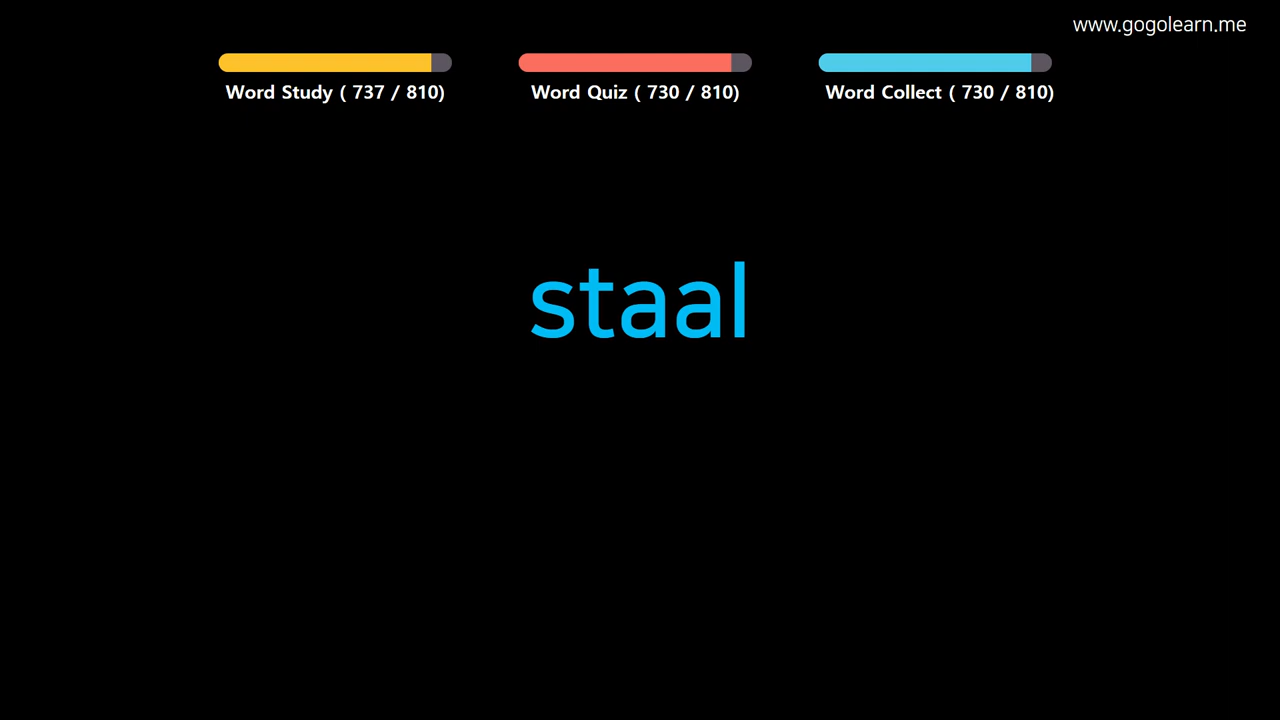 www.gogolearn.me
Word Study ( 737 / 810)
Word Quiz ( 730 / 810)
Word Collect ( 730 / 810)
staal